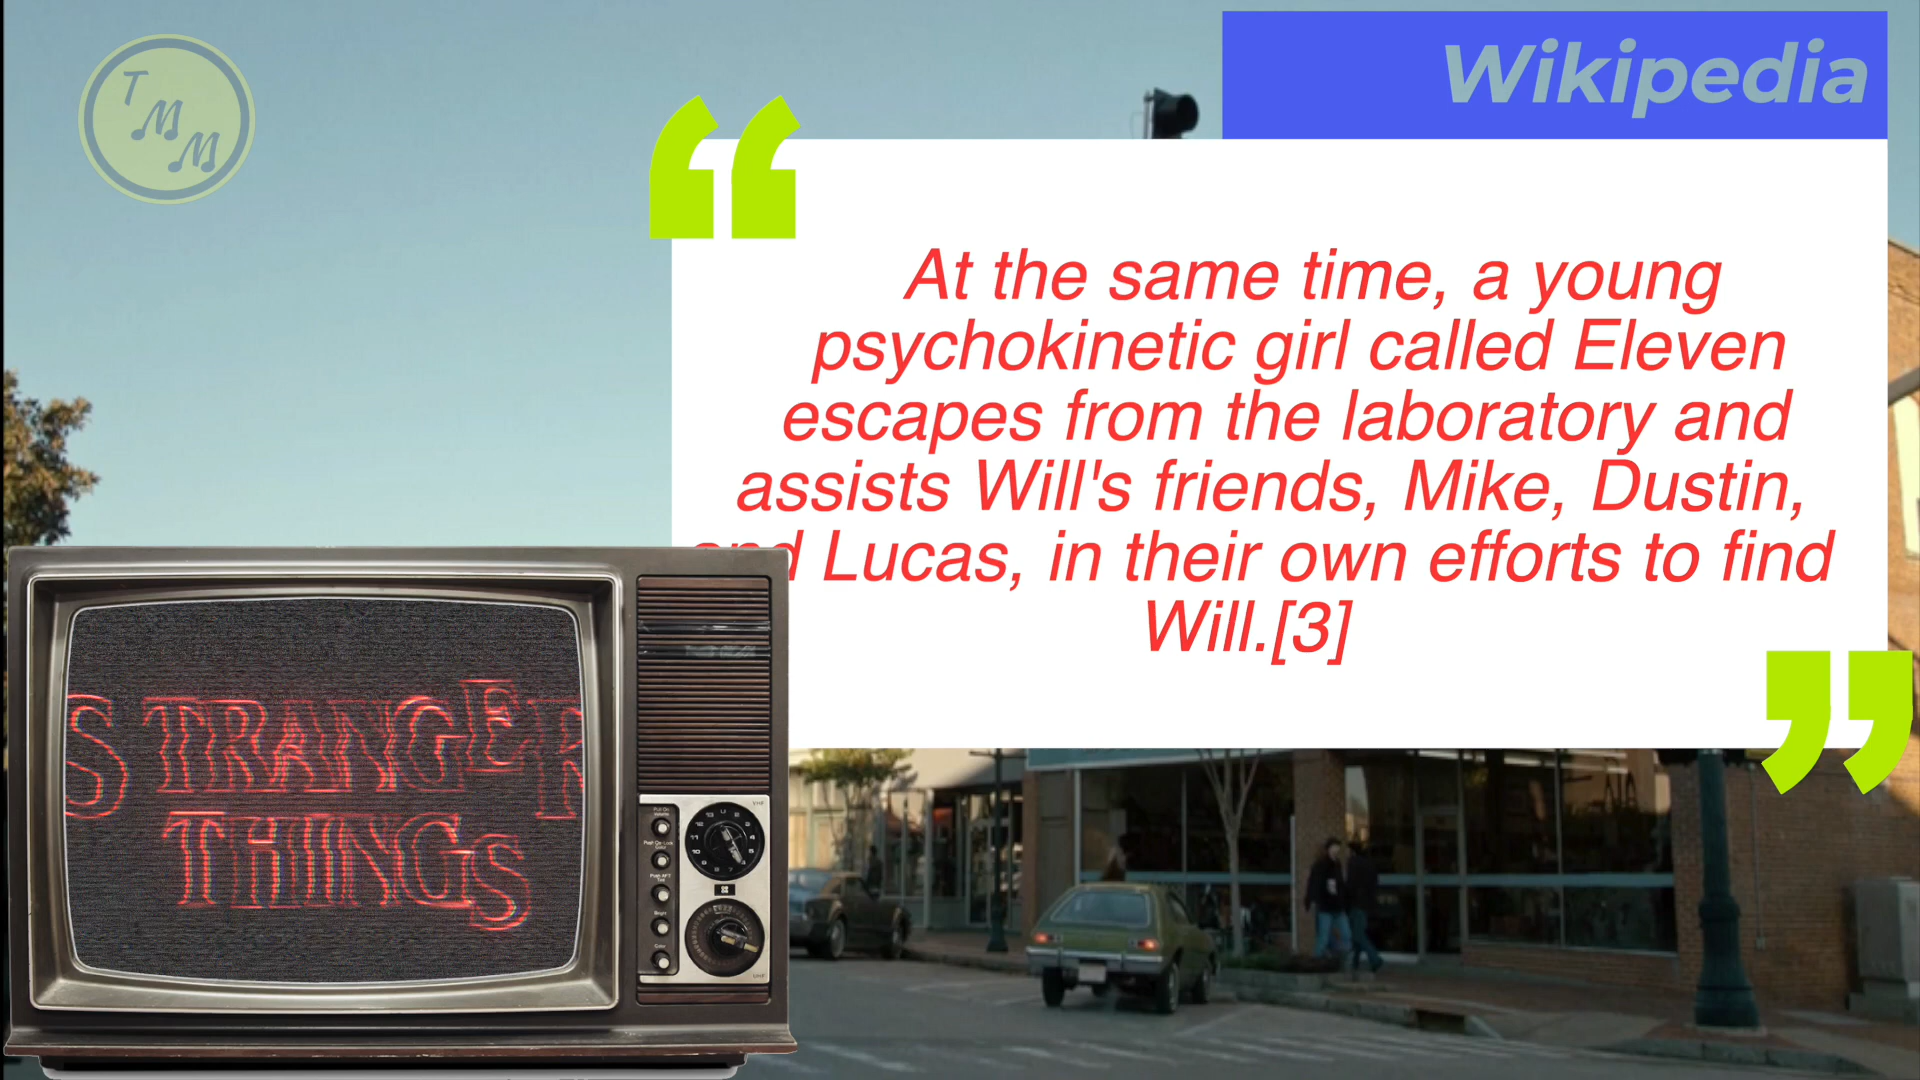 T
M
M
Wikipedia
“
At the same time, a young
psychokinetic girl called Eleven
escapes from the laboratory and
assists Will's friends, Mike, Dustin,
and Lucas, in their own efforts to find
Will.[3]
”
STRANGER
THINGS